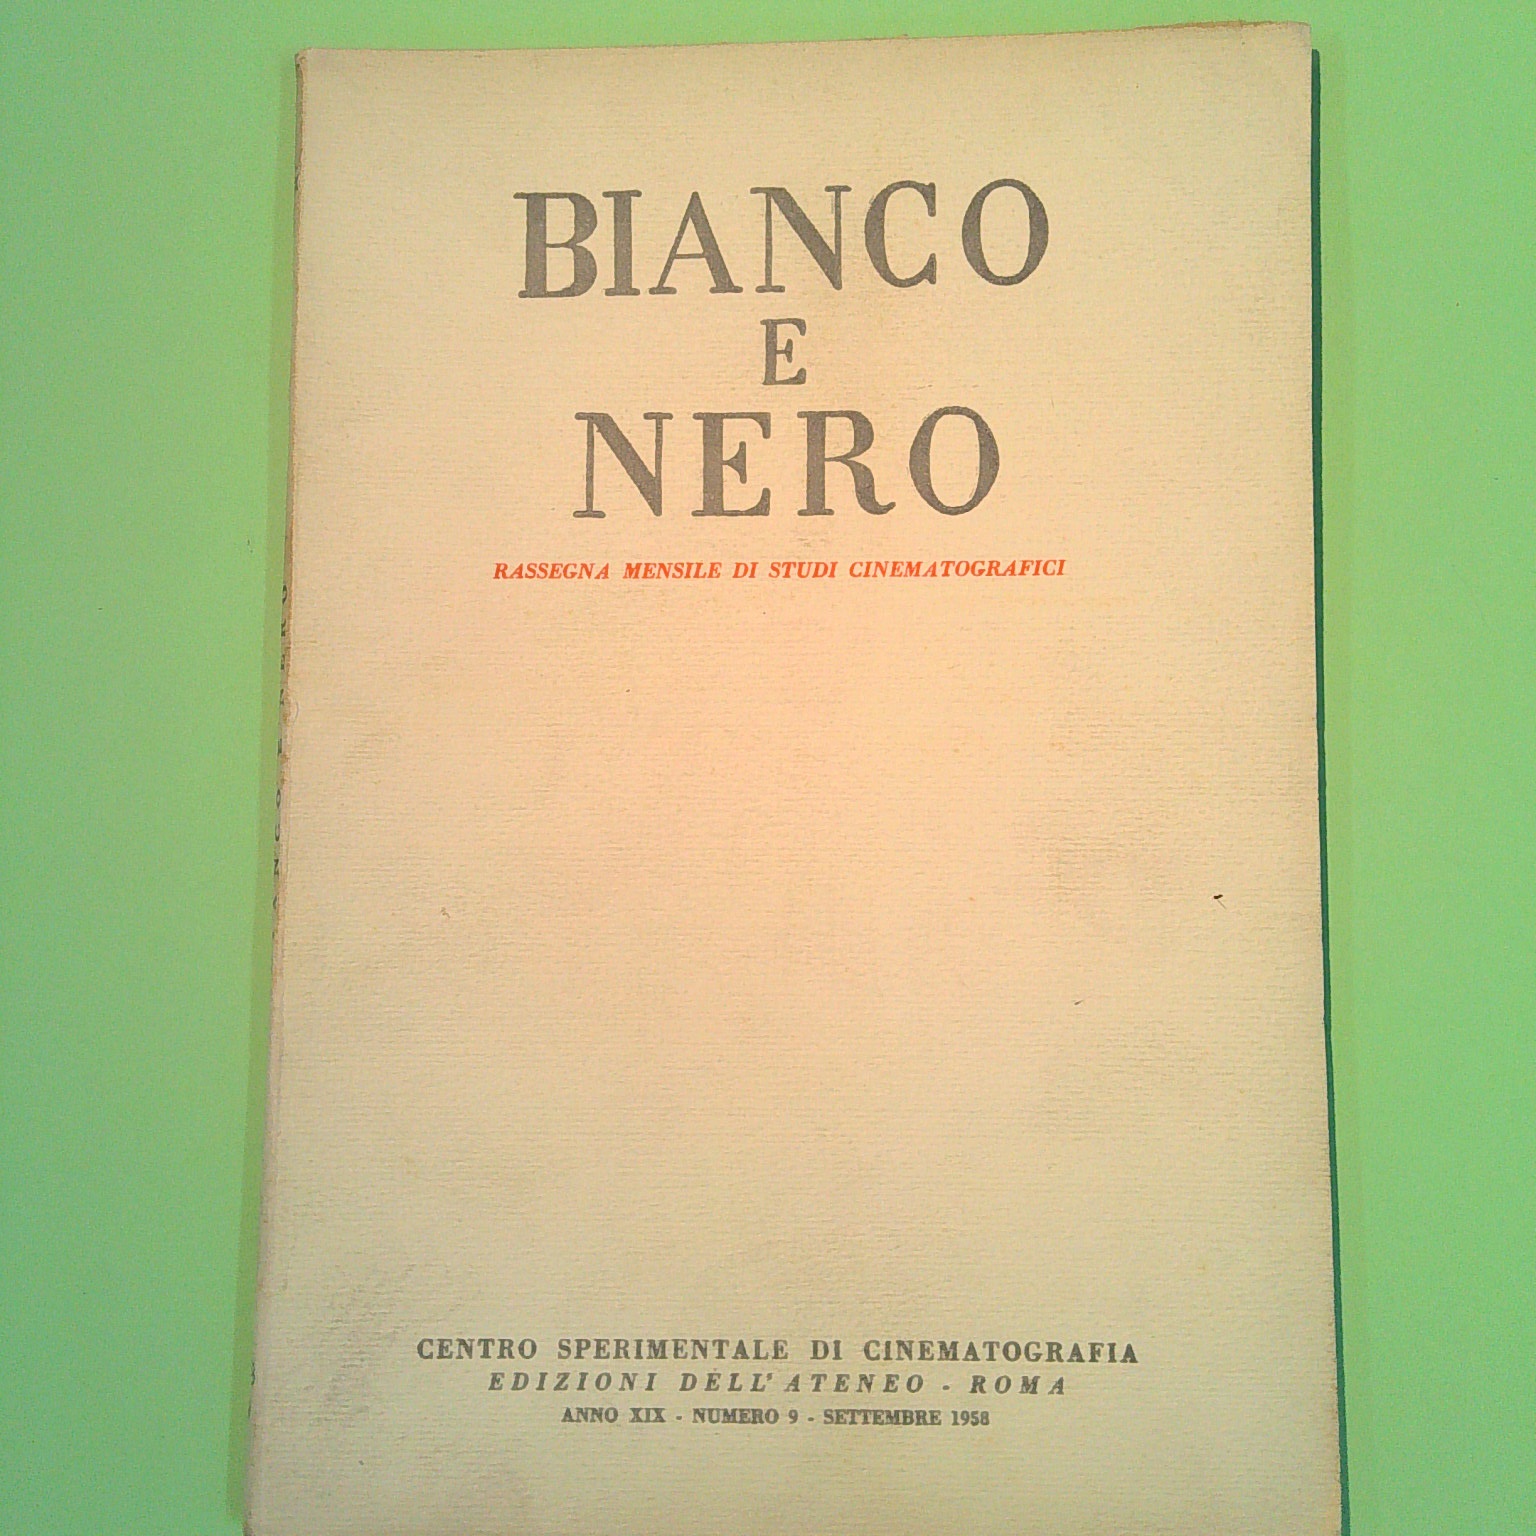 BIANCO
E
NERO
RASSEGNA MENSILE DI STUDI CINEMATOGRAFICI
CENTRO SPERIMENTALE DI CINEMATOGRAFIA
EDIZIONI DELL'ATENEO - ROMA
ANNO XIX - NUMERO 9 - SETTEMBRE 1958